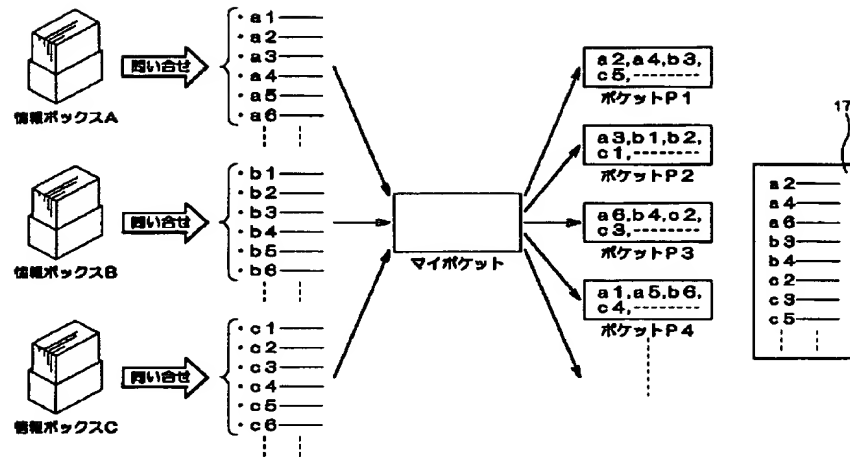 問い合せ
情報ボックスA
・a1
・a2
・a3
・a4
・a5
・a6
問い合せ
情報ボックスB
・b1
・b2
・b3
・b4
・b5
・b6
問い合せ
情報ボックスC
・c1
・c2
・c3
・c4
・c5
・c6
マイポケット
a2,a4,b3,
c5,
ポケットP1
a3,b1,b2,
c1,
ポケットP2
a6,b4,c2,
c3,
ポケットP3
a1,a5,b6,
c4,
ポケットP4
17
a2
a4
a6
b3
b4
c2
c3
c5